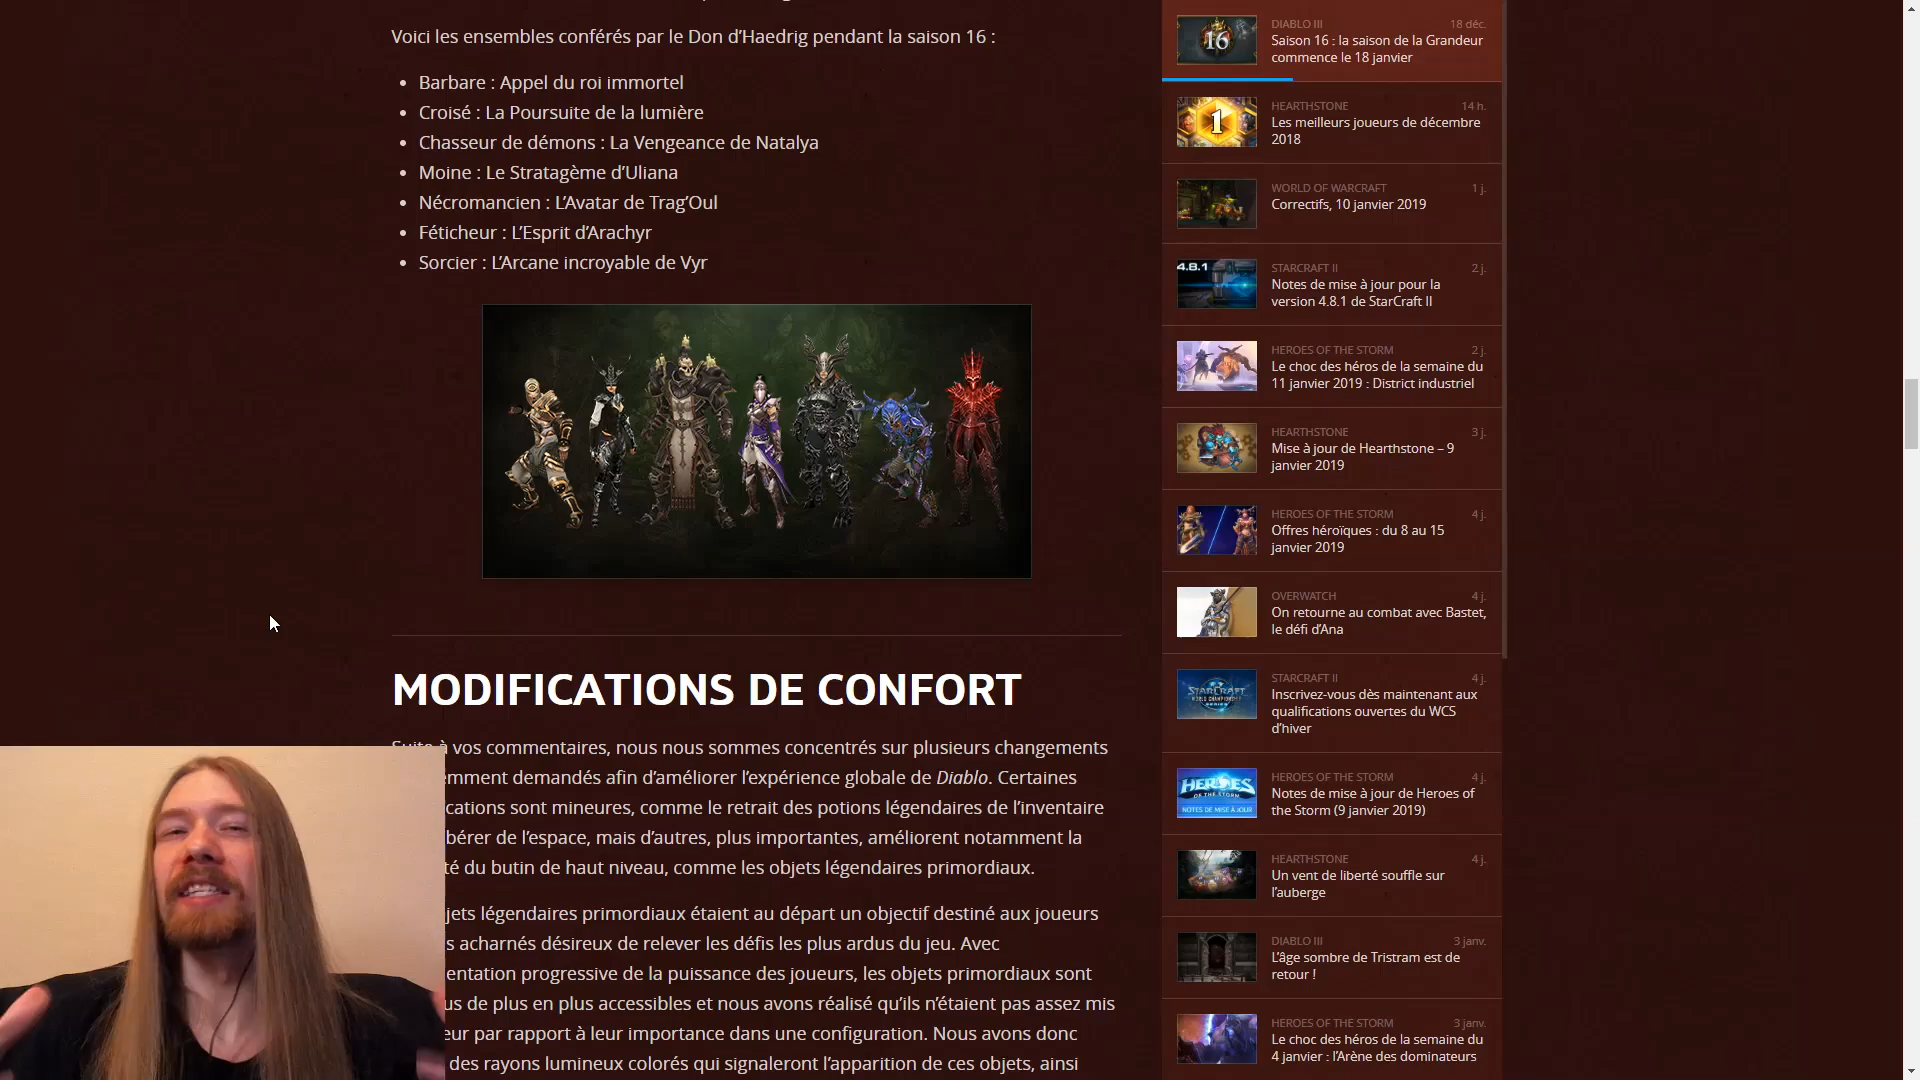 Voici les ensembles conférés par le Don d’Haedrig pendant la saison 16 :
Barbare : Appel du roi immortel
Croisé : La Poursuite de la lumière
Chasseur de démons : La Vengeance de Natalya
Moine : Le Stratagème d’Uliana
Nécromancien : L’Avatar de Trag’Oul
Féticheur : L’Esprit d’Arachyr
Sorcier : L’Arcane incroyable de Vyr
MODIFICATIONS DE CONFORT
Suite à vos commentaires, nous nous sommes concentrés sur plusieurs changements
emment demandés afin d’améliorer l’expérience globale de Diablo. Certaines
cations sont mineures, comme le retrait des potions légendaires de l’inventaire
bérer de l’espace, mais d’autres, plus importantes, améliorent notamment la
té du butin de haut niveau, comme les objets légendaires primordiaux.
jets légendaires primordiaux étaient au départ un objectif destiné aux joueurs
s acharnés désireux de relever les défis les plus ardus du jeu. Avec
entation progressive de la puissance des joueurs, les objets primordiaux sont
us de plus en plus accessibles et nous avons réalisé qu’ils n’étaient pas assez mis
eur par rapport à leur importance dans une configuration. Nous avons donc
des rayons lumineux colorés qui signaleront l’apparition de ces objets, ainsi
16
DIABLO III 18 déc.
Saison 16 : la saison de la Grandeur
commence le 18 janvier
1
HEARTHSTONE 14 h.
Les meilleurs joueurs de décembre
2018
WORLD OF WARCRAFT 1 j.
Correctifs, 10 janvier 2019
4.8.1
STARCRAFT II 2 j.
Notes de mise à jour pour la
version 4.8.1 de StarCraft II
HEROES OF THE STORM 2 j.
Le choc des héros de la semaine du
11 janvier 2019 : District industriel
HEARTHSTONE 3 j.
Mise à jour de Hearthstone – 9
janvier 2019
HEROES OF THE STORM 4 j.
Offres héroïques : du 8 au 15
janvier 2019
OVERWATCH 4 j.
On retourne au combat avec Bastet,
le défi d’Ana
STARCRAFT
WORLD CHAMPIONSHIP
SERIES
STARCRAFT II 4 j.
Inscrivez-vous dès maintenant aux
qualifications ouvertes du WCS
d’hiver
HEROES
OF THE STORM
NOTES DE MISE À JOUR
HEROES OF THE STORM 4 j.
Notes de mise à jour de Heroes of
the Storm (9 janvier 2019)
HEARTHSTONE 4 j.
Un vent de liberté souffle sur
l’auberge
DIABLO III 3 janv.
L’âge sombre de Tristram est de
retour !
HEROES OF THE STORM 3 janv.
Le choc des héros de la semaine du
4 janvier : l’Arène des dominateurs